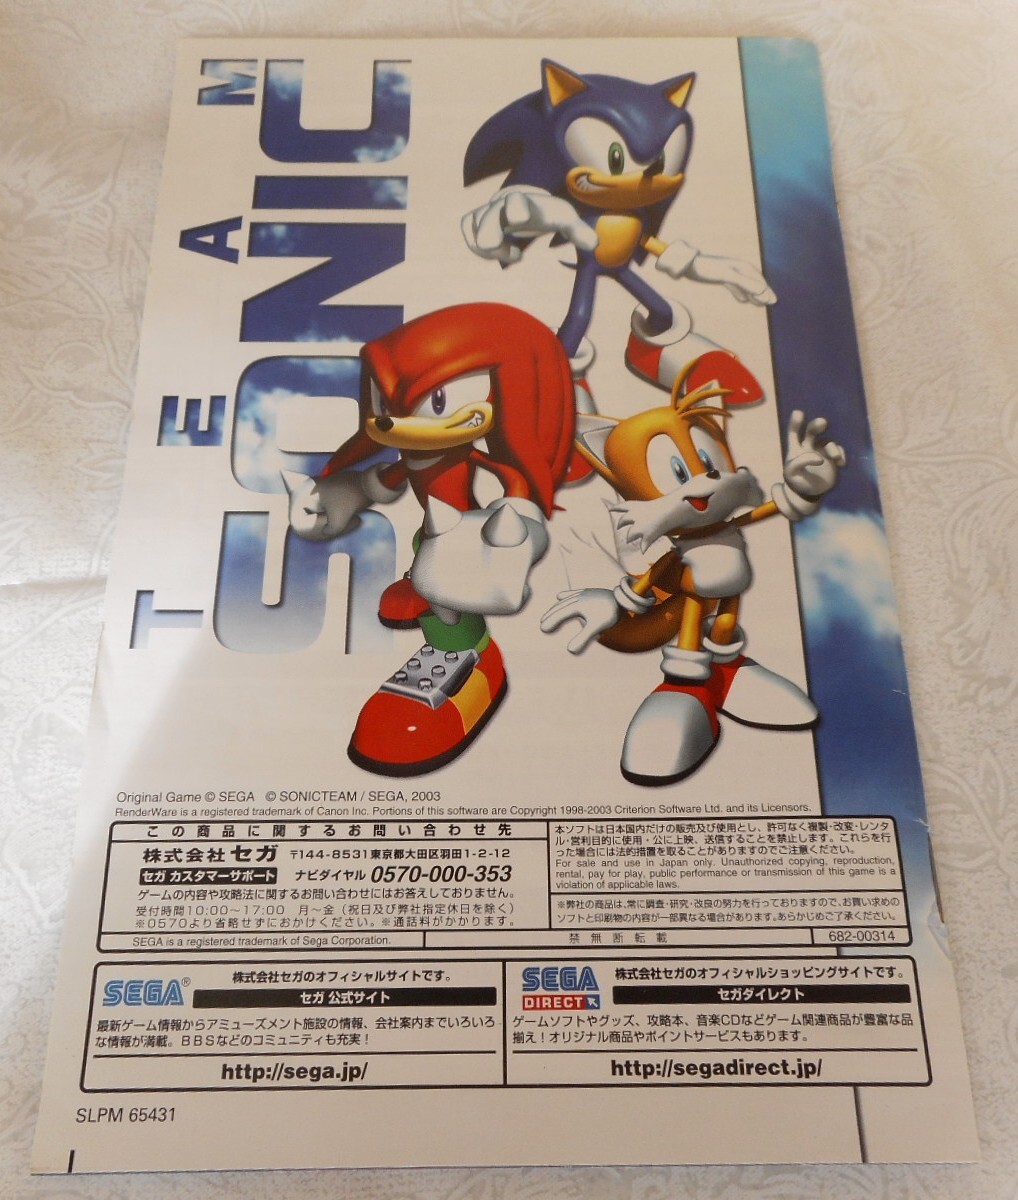 TEAM
SONIC
Original Game © SEGA © SONICTEAM / SEGA, 2003
RenderWare is a registered trademark of Canon Inc. Portions of this software are Copyright 1998-2003 Criterion Software Ltd. and its Licensors.
この商品に関するお問い合わせ先
株式会社セガ 〒144-8531 東京都大田区羽田1-2-12
セガ カスタマーサポート ナビダイヤル 0570-000-353
ゲームの内容や攻略法に関するお問い合わせにはお答えしておりません。
受付時間10:00～17:00 月～金(祝日及び弊社指定休日を除く)
※0570より省略せずにおかけください。※通話料がかかります。
本ソフトは日本国内だけの販売及び使用とし、許可なく複製・改変・レンタ
ル・営利目的に使用・公に上映、送信することを禁止します。これらを行
った場合には法的措置を取ることがありますのでご注意ください。
For sale and use in Japan only. Unauthorized copying, reproduction,
rental, pay for play, public performance or transmission of this game is a
violation of applicable laws.
※弊社の商品は、常に調査・研究・改良の努力を行っておりますので、お買い求めの
ソフトと印刷物の内容が一部異なる場合があります。あらかじめご了承ください。
SEGA is a registered trademark of Sega Corporation.
禁無断転載
682-00314
SEGA®
株式会社セガのオフィシャルサイトです。
セガ 公式サイト
最新ゲーム情報からアミューズメント施設の情報、会社案内までいろいろ
な情報が満載。BBSなどのコミュニティも充実！
http://sega.jp/
SEGA
DIRECT
株式会社セガのオフィシャルショッピングサイトです。
セガダイレクト
ゲームソフトやグッズ、攻略本、音楽CDなどゲーム関連商品が豊富な品
揃え！オリジナル商品やポイントサービスもあります。
http://segadirect.jp/
SLPM 65431